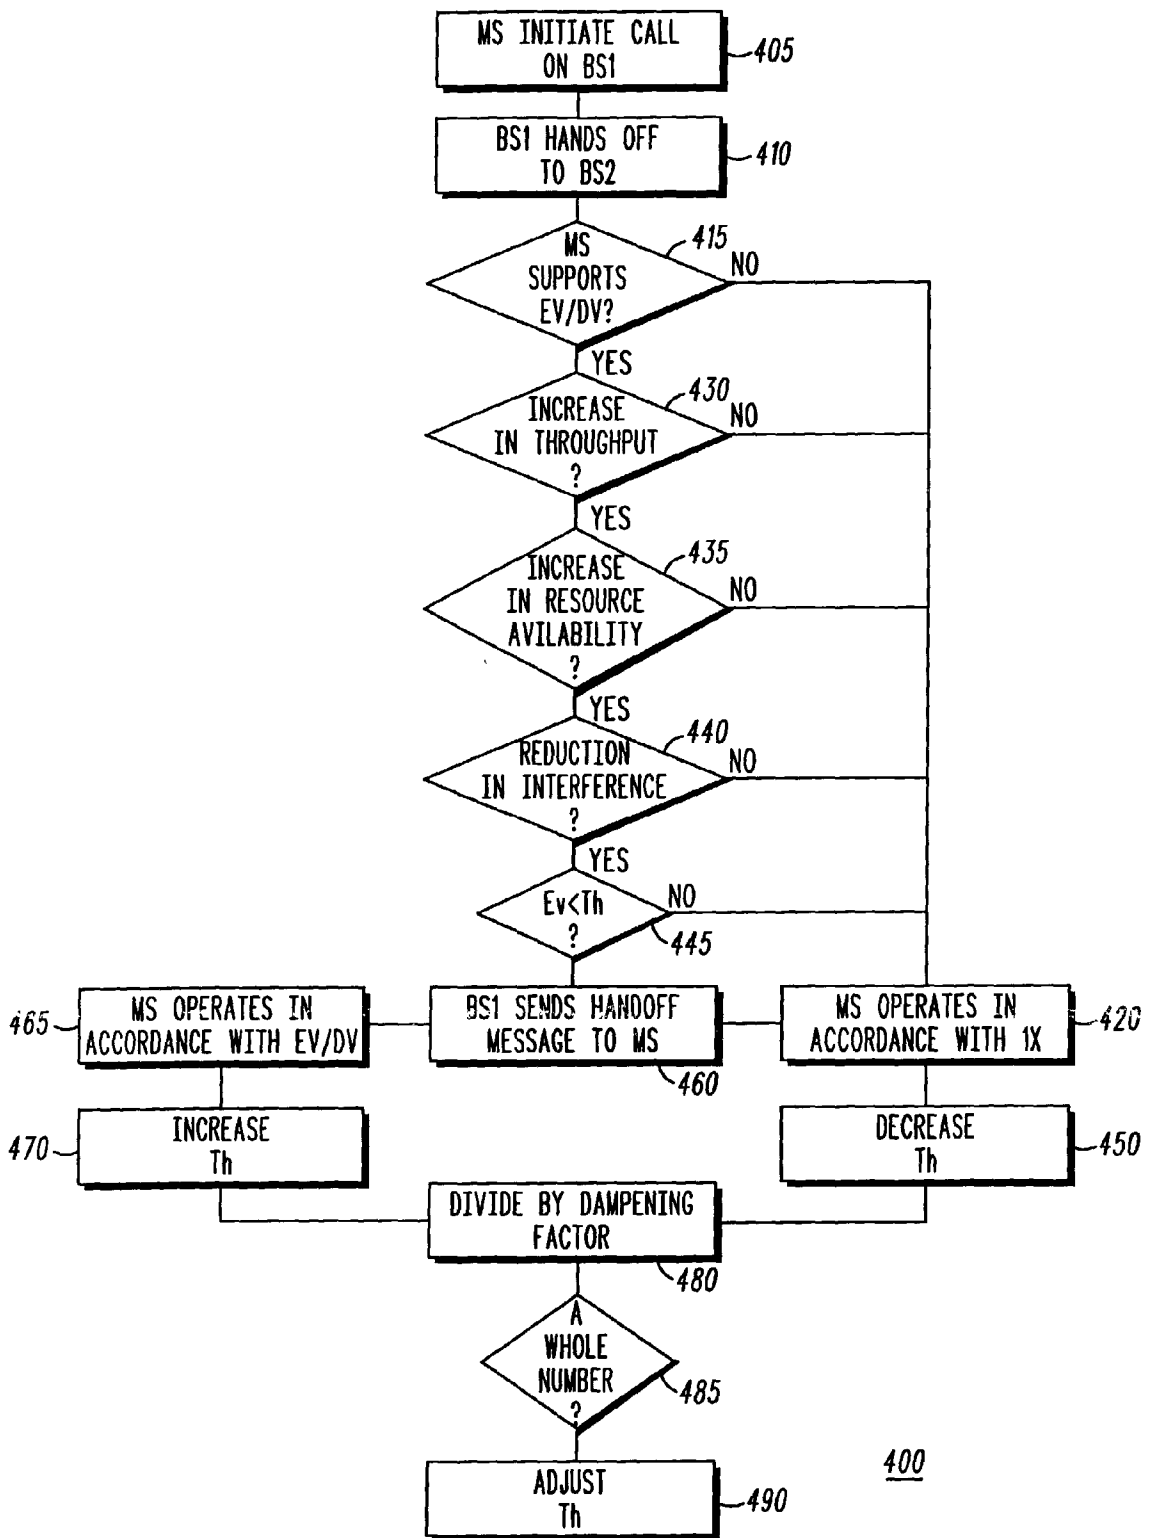 MS INITIATE CALL
ON BS1
405
BS1 HANDS OFF
TO BS2
410
MS
SUPPORTS
EV/DV?
415
NO
YES
INCREASE
IN THROUGHPUT
?
430
NO
YES
INCREASE
IN RESOURCE
AVILABILITY
?
435
NO
YES
REDUCTION
IN INTERFERENCE
?
440
NO
YES
Ev<Th
?
NO
445
465
MS OPERATES IN
ACCORDANCE WITH EV/DV
BS1 SENDS HANDOFF
MESSAGE TO MS
460
MS OPERATES IN
ACCORDANCE WITH 1X
420
470
INCREASE
Th
DECREASE
Th
450
DIVIDE BY DAMPENING
FACTOR
480
A
WHOLE
NUMBER
?
485
ADJUST
Th
490
400